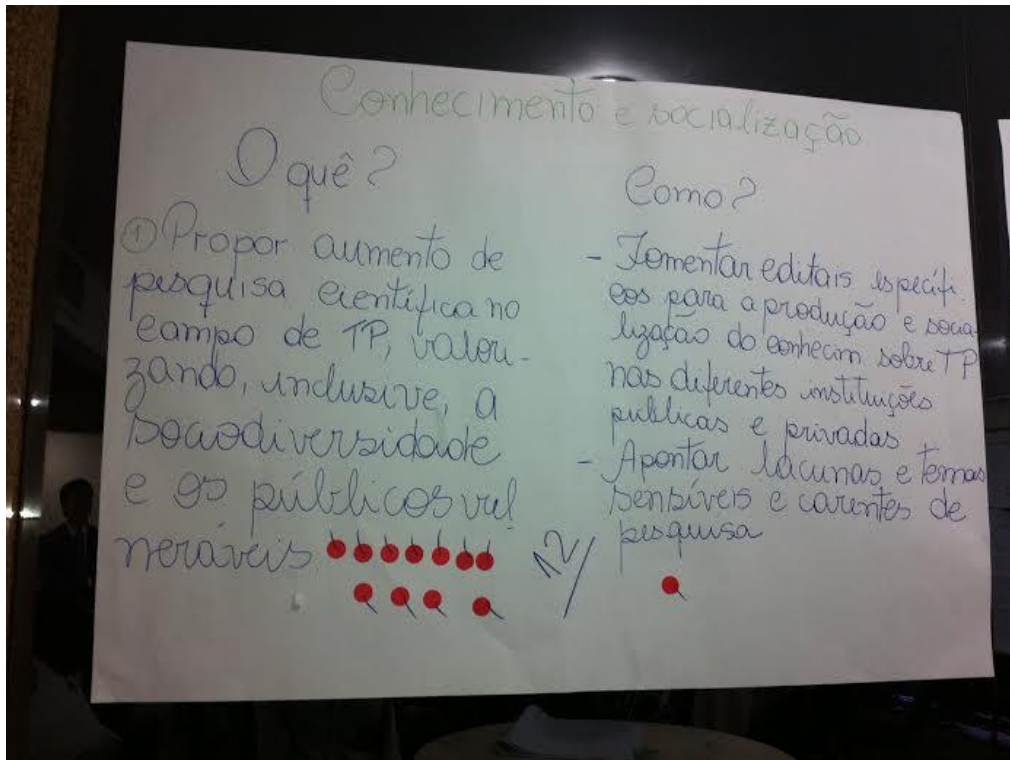 Conhecimento e socialização
O quê?
① Propor aumento de
pesquisa científica no
campo de TP, valori-
zando, inclusive, a
sociodiversidade
e os públicos vul
neráveis
12
Como?
- Fomentar editais específi
cos para a produção e socia
lização do conhecim sobre TP
nas diferentes instituições
públicas e privadas
- Apontar lacunas e temas
sensíveis e carentes de
pesquisa